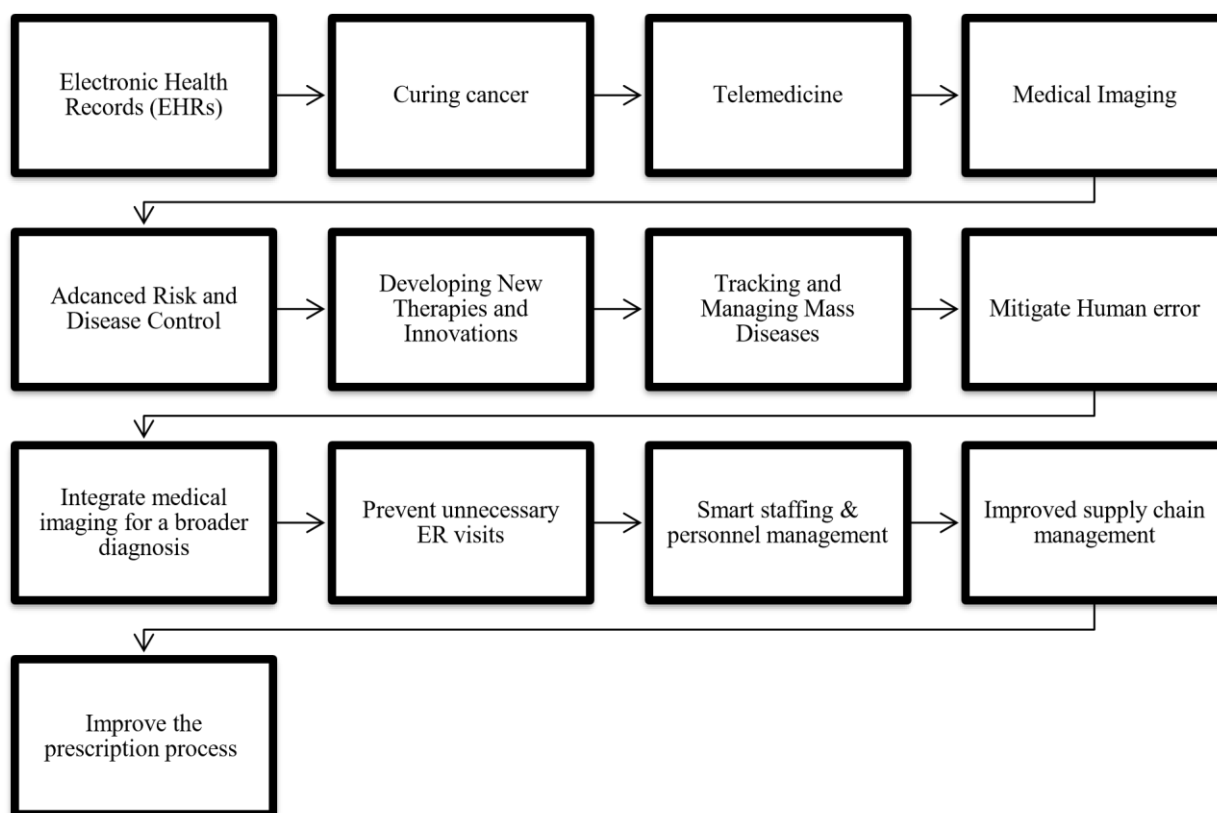 Electronic Health
Records (EHRs)
Curing cancer
Telemedicine
Medical Imaging
Adcanced Risk and
Disease Control
Developing New
Therapies and
Innovations
Tracking and
Managing Mass
Diseases
Mitigate Human error
Integrate medical
imaging for a broader
diagnosis
Prevent unnecessary
ER visits
Smart staffing &
personnel management
Improved supply chain
management
Improve the
prescription process